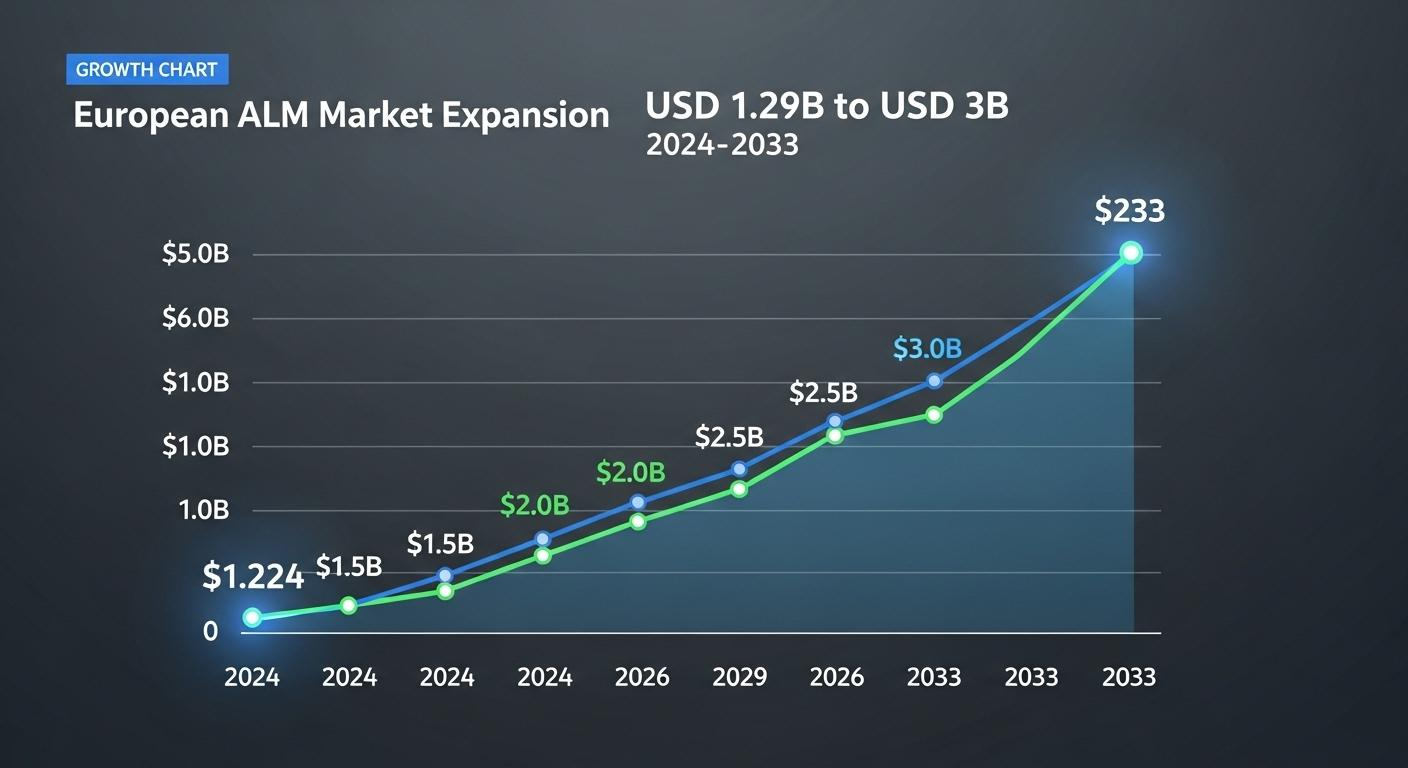 GROWTH CHART
European ALM Market Expansion
USD 1.29B to USD 3B
2024-2033
$233
$5.0B
$6.0B
$3.0B
$1.0B
$2.5B
$2.5B
$1.0B
$2.0B
$2.0B
1.0B
$1.5B
$1.5B
$1.224
0
2024 2024 2024 2024 2026 2029 2026 2033 2033 2033